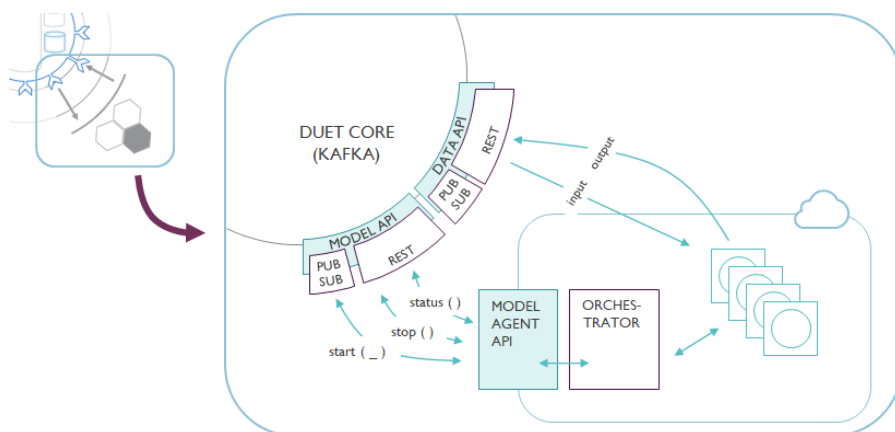 DUET CORE
(KAFKA)
DATA API
REST
PUB
SUB
MODEL API
REST
PUB
SUB
input
output
status ( )
stop ( )
start ( _ )
MODEL
AGENT
API
ORCHES-
TRATOR